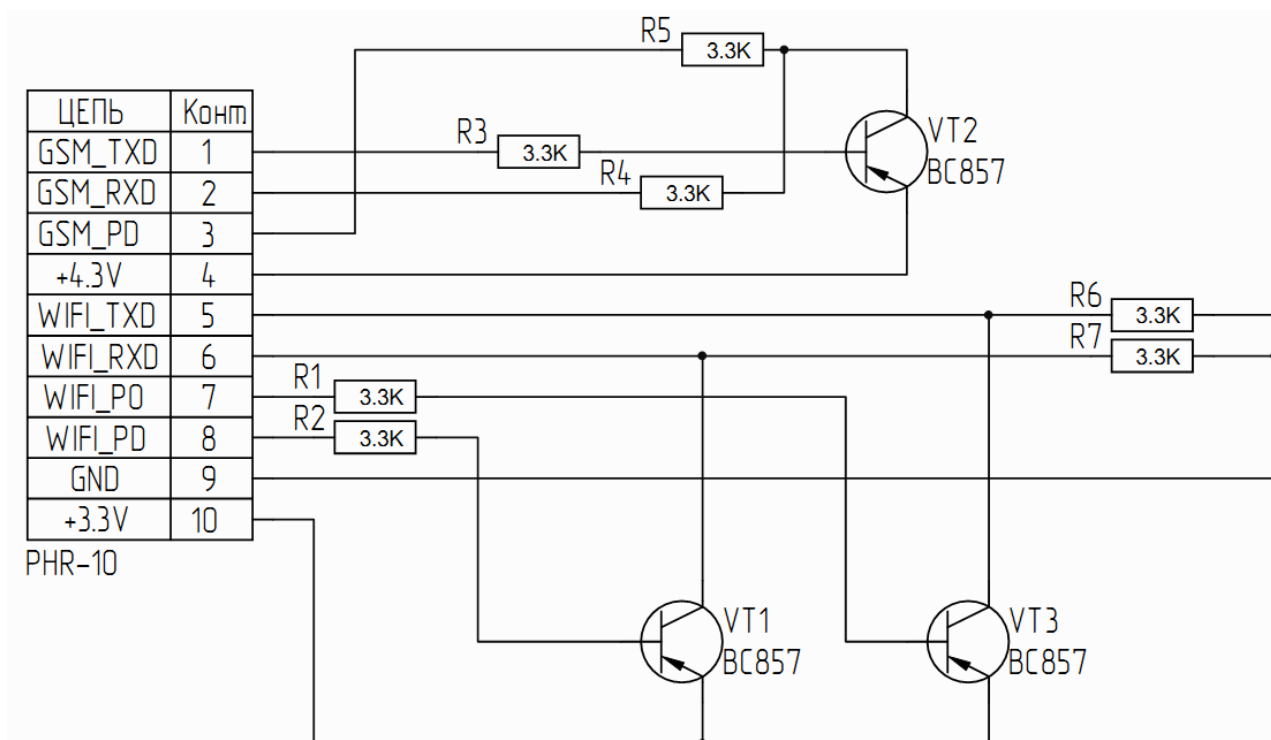 R5
3.3K
ЦЕПЬ Конт
GSM_TXD 1
R3
3.3K
VT2
BC857
GSM_RXD 2
R4
3.3K
GSM_PD 3
+4.3V 4
WIFI_TXD 5
R6
3.3K
WIFI_RXD 6
R7
3.3K
WIFI_PO 7
R1
3.3K
WIFI_PD 8
R2
3.3K
GND 9
+3.3V 10
PHR-10
VT1
BC857
VT3
BC857